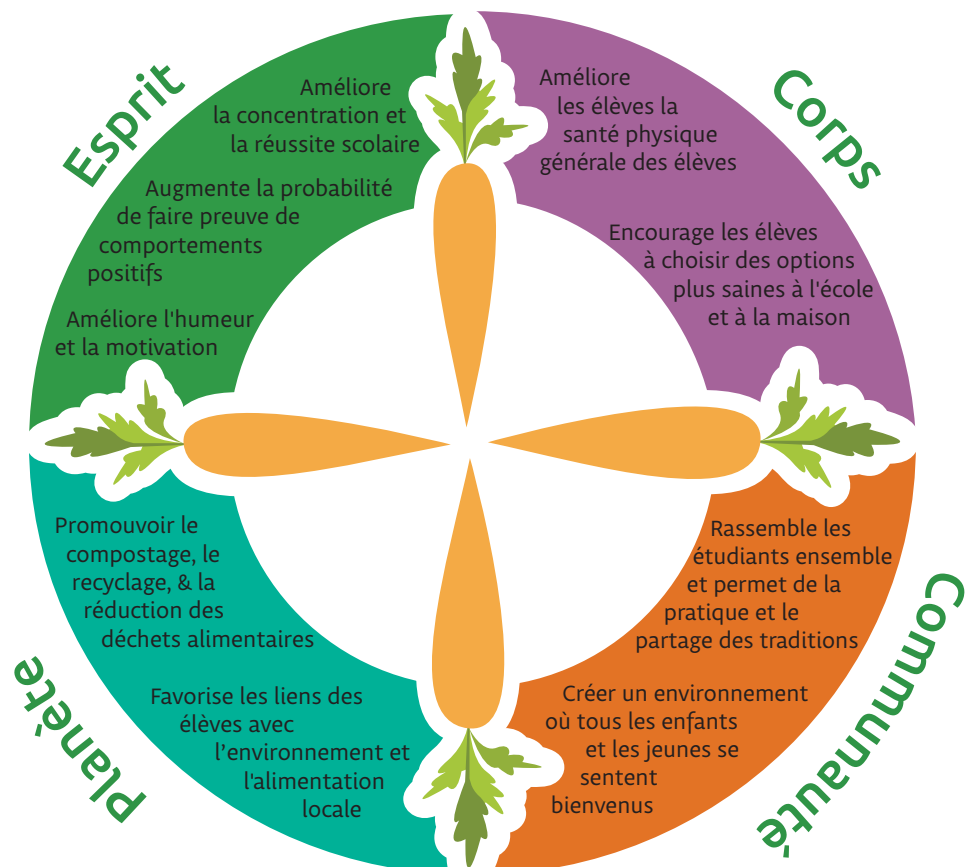 Esprit
Améliore
la concentration et
la réussite scolaire
Augmente la probabilité
de faire preuve de
comportements
positifs
Améliore l'humeur
et la motivation
Corps
Améliore
les élèves la
santé physique
générale des élèves
Encourage les élèves
à choisir des options
plus saines à l'école
et à la maison
Planète
Promouvoir le
compostage, le
recyclage, & la
réduction des
déchets alimentaires
Favorise les liens des
élèves avec
l’environnement et
l'alimentation
locale
Communautè
Rassemble les
étudiants ensemble
et permet de la
pratique et le
partage des traditions
Créer un environnement
où tous les enfants
et les jeunes se
sentent
bienvenus